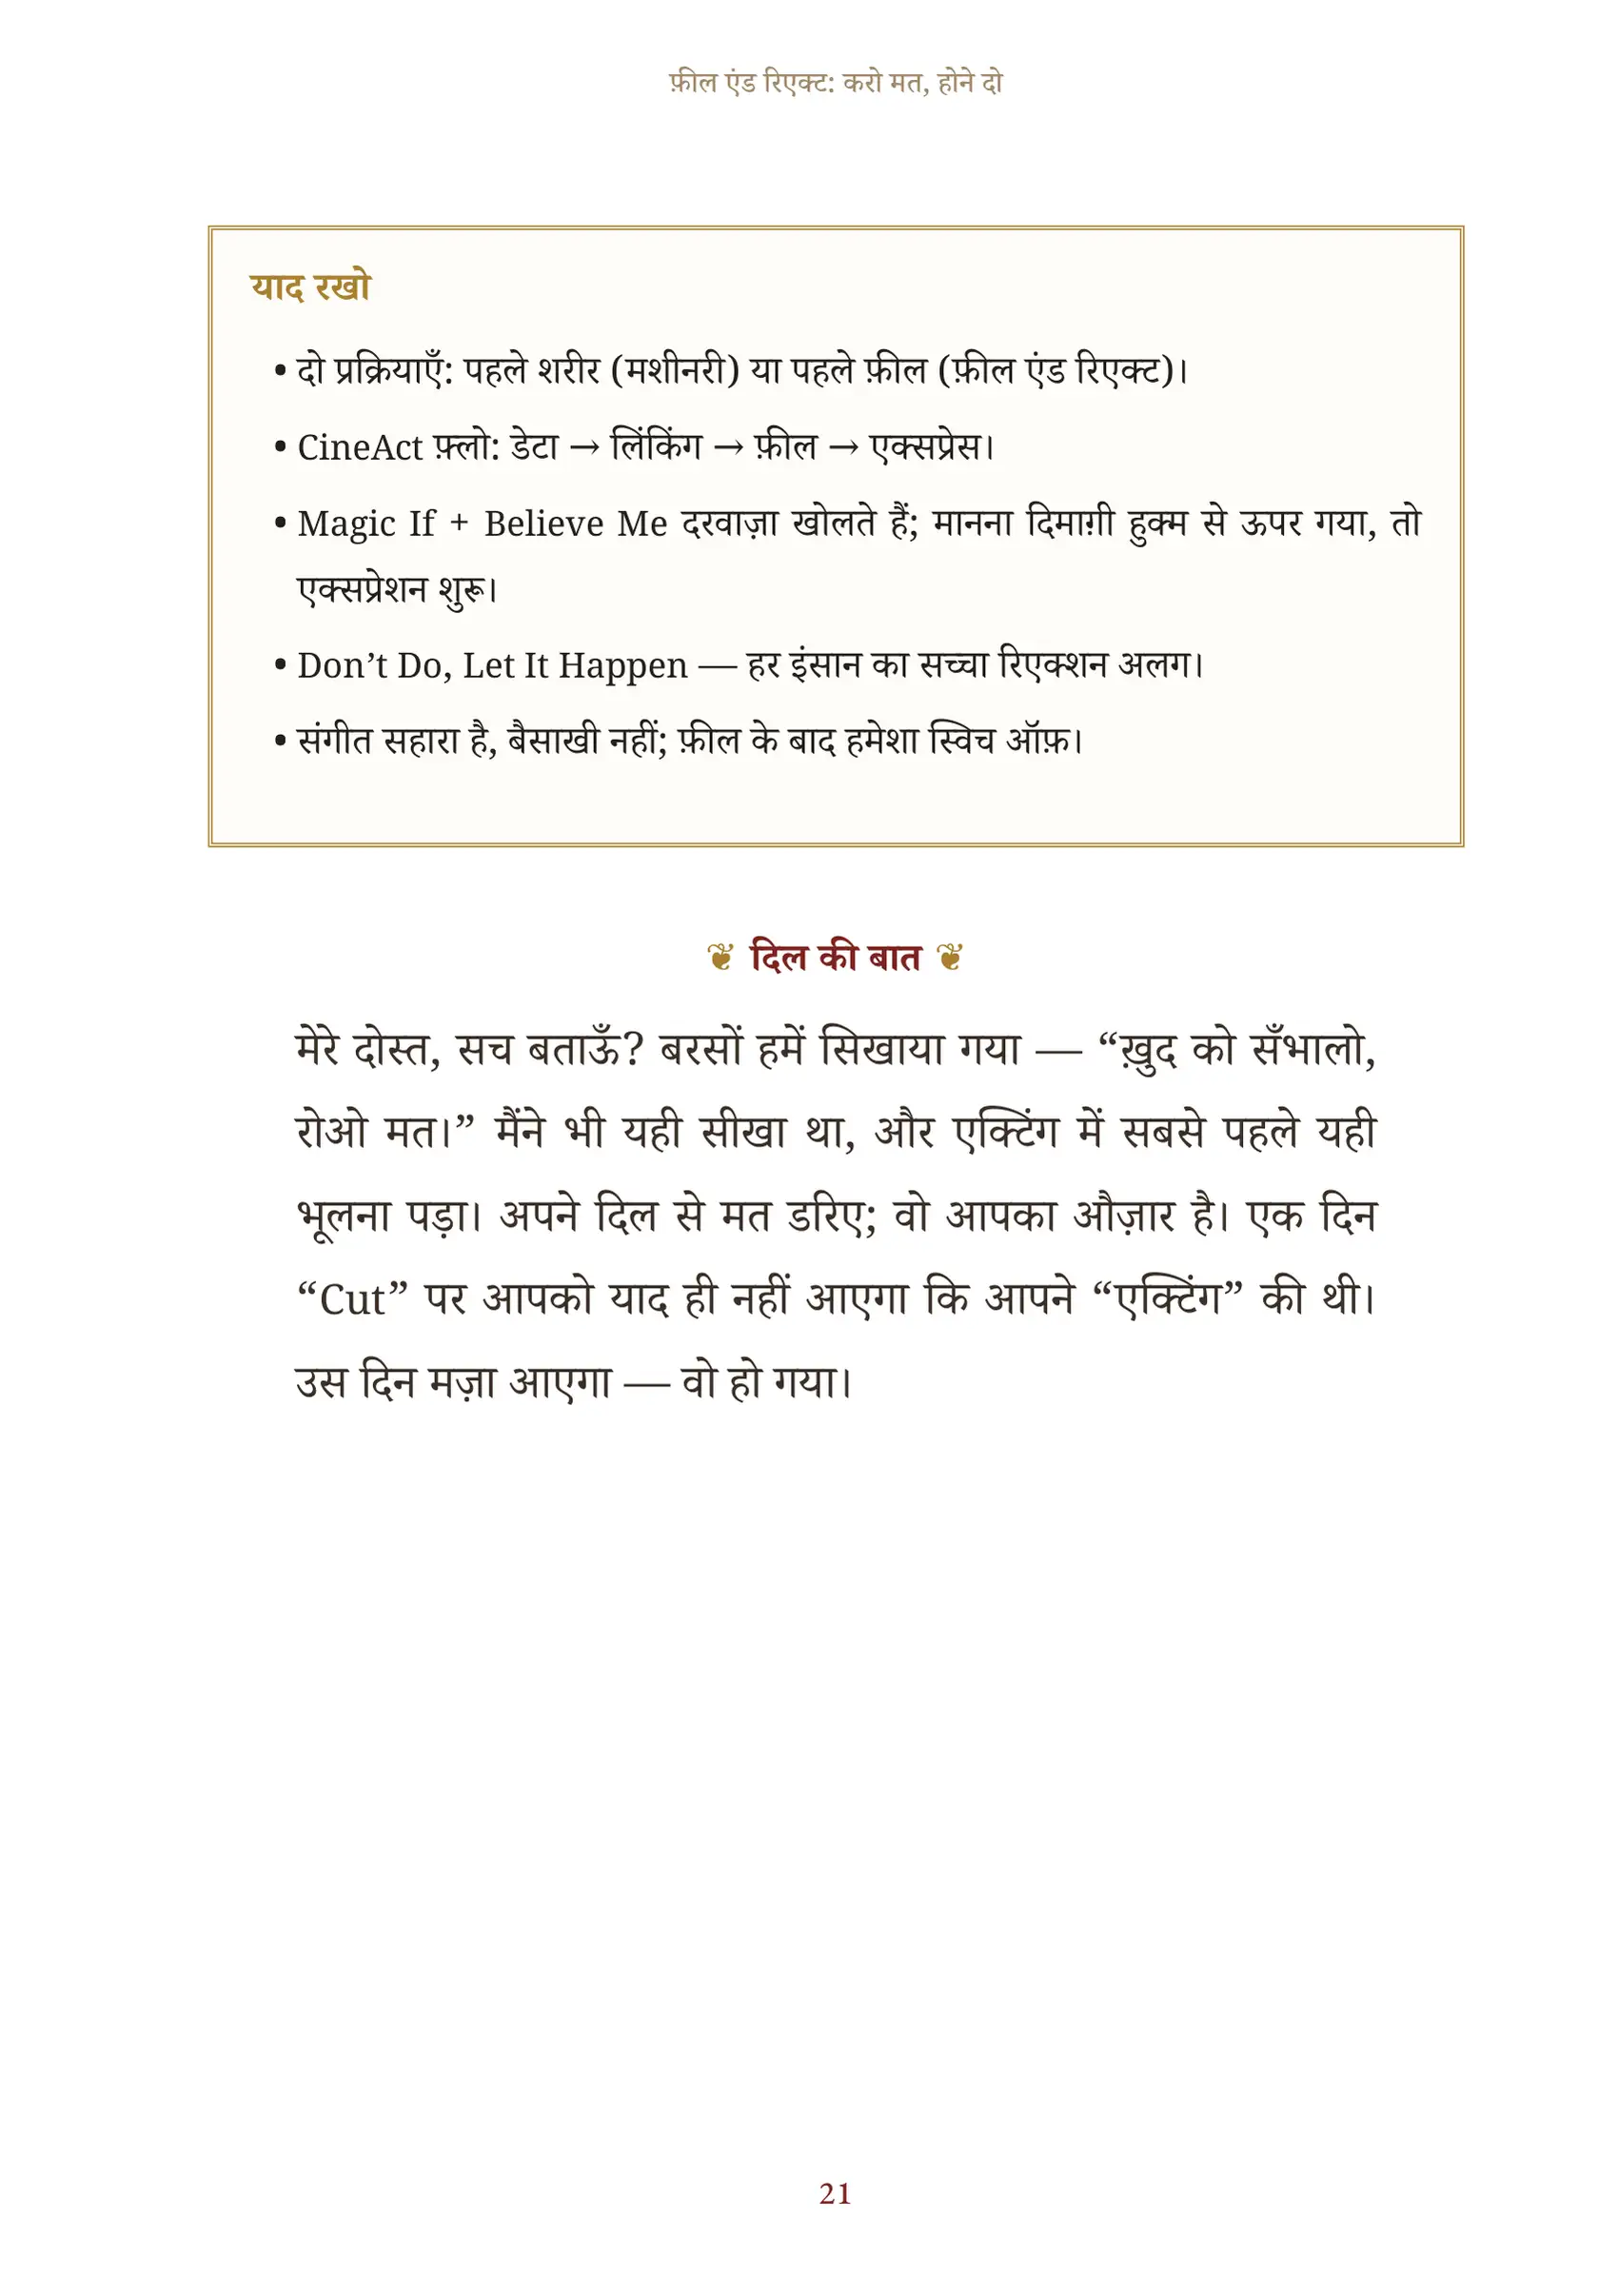 फ़ील एंड रिएक्ट: करो मत, होने दो
याद रखो
• दो प्रक्रियाएँ: पहले शरीर (मशीनरी) या पहले फ़ील (फ़ील एंड रिएक्ट)।
• CineAct फ़्लो: डेटा → लिंकिंग → फ़ील → एक्सप्रेस।
• Magic If + Believe Me दरवाज़ा खोलते हैं; मानना दिमाग़ी हुक्म से ऊपर गया, तो
एक्सप्रेशन शुरू।
• Don’t Do, Let It Happen — हर इंसान का सच्चा रिएक्शन अलग।
• संगीत सहारा है, बैसाखी नहीं; फ़ील के बाद हमेशा स्विच ऑफ़।
❦ दिल की बात ❦
मेरे दोस्त, सच बताऊँ? बरसों हमें सिखाया गया — “ख़ुद को सँभालो,
रोओ मत।” मैंने भी यही सीखा था, और एक्टिंग में सबसे पहले यही
भूलना पड़ा। अपने दिल से मत डरिए; वो आपका औज़ार है। एक दिन
“Cut” पर आपको याद ही नहीं आएगा कि आपने “एक्टिंग” की थी।
उस दिन मज़ा आएगा — वो हो गया।
21